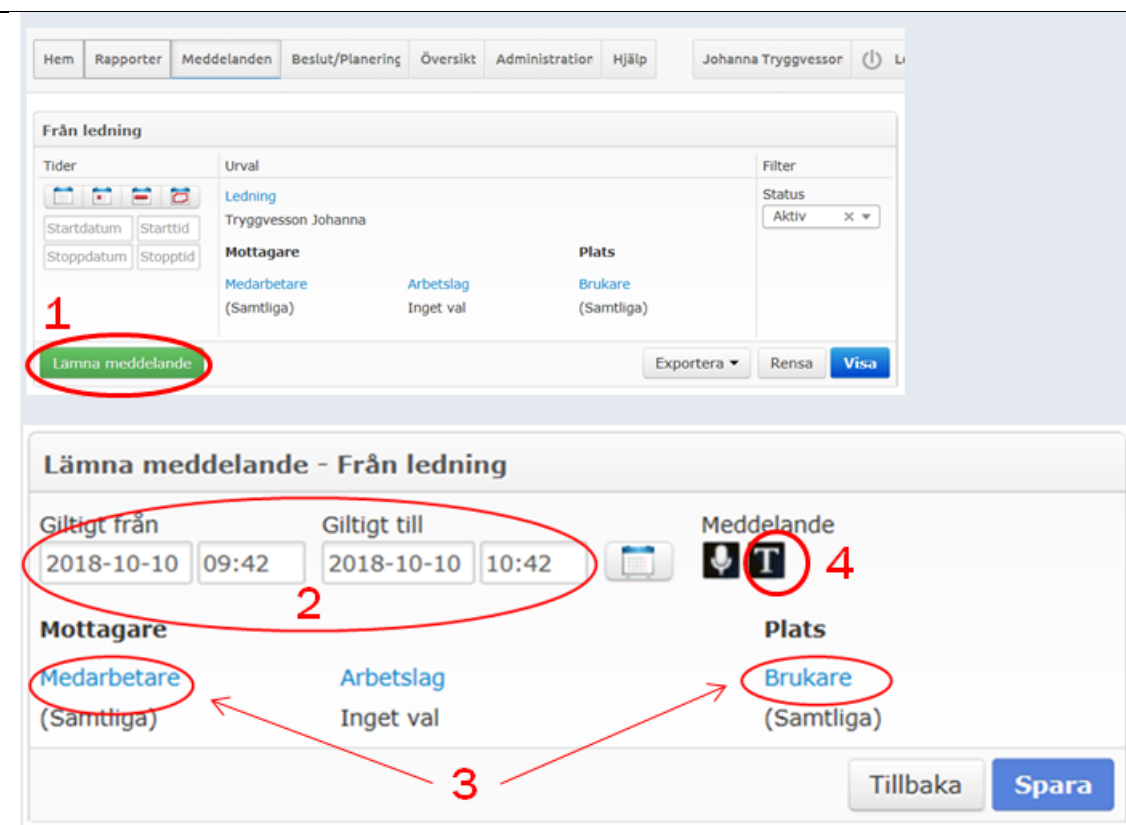 Hem Rapporter Meddelanden Beslut/Planering Översikt Administration Hjälp Johanna Tryggvesson
Från ledning
Tider Urval Filter
Ledning Status
Tryggvesson Johanna Aktiv
Startdatum Starttid
Stoppdatum Stopptid Mottagare Plats
Medarbetare Arbetslag Brukare
(Samtliga) Inget val (Samtliga)
1
Lämna meddelande Exportera Rensa Visa
Lämna meddelande - Från ledning
Giltigt från Giltigt till Meddelande
2018-10-10 09:42 2018-10-10 10:42 T 4
2
Mottagare Plats
Medarbetare Arbetslag Brukare
(Samtliga) Inget val (Samtliga)
3
Tillbaka Spara